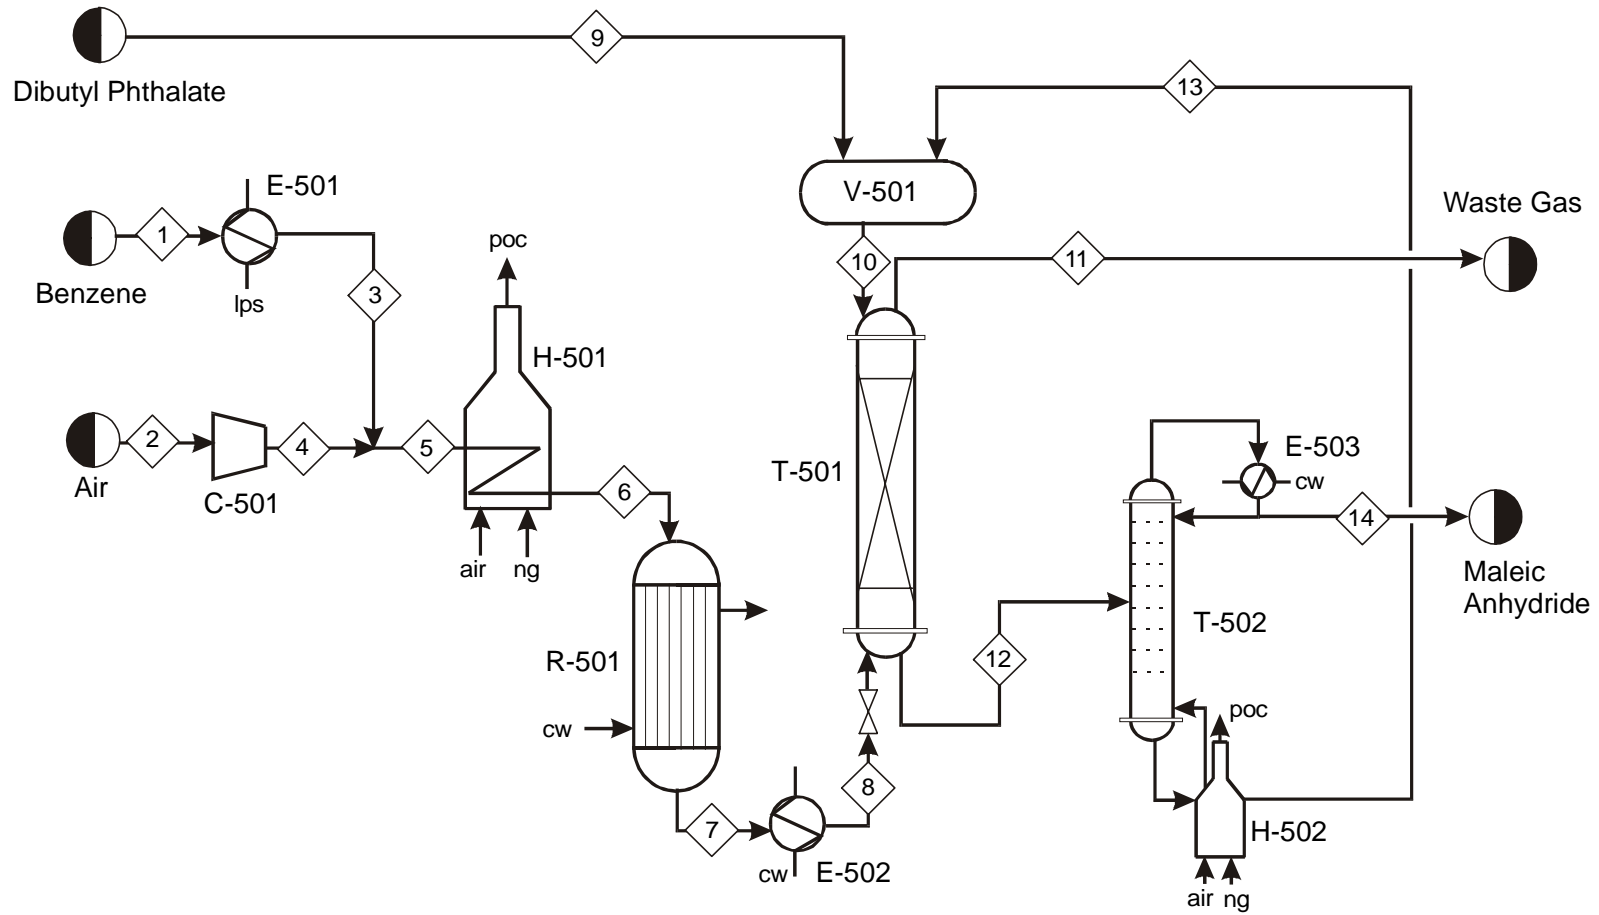 9
Dibutyl Phthalate
13
V-501
Waste Gas
E-501
1
Benzene
lps
3
poc
10
11
H-501
2
Air
C-501
4
5
6
air
ng
T-501
E-503
cw
14
Maleic
Anhydride
R-501
cw
12
T-502
7
E-502
cw
8
poc
H-502
air
ng